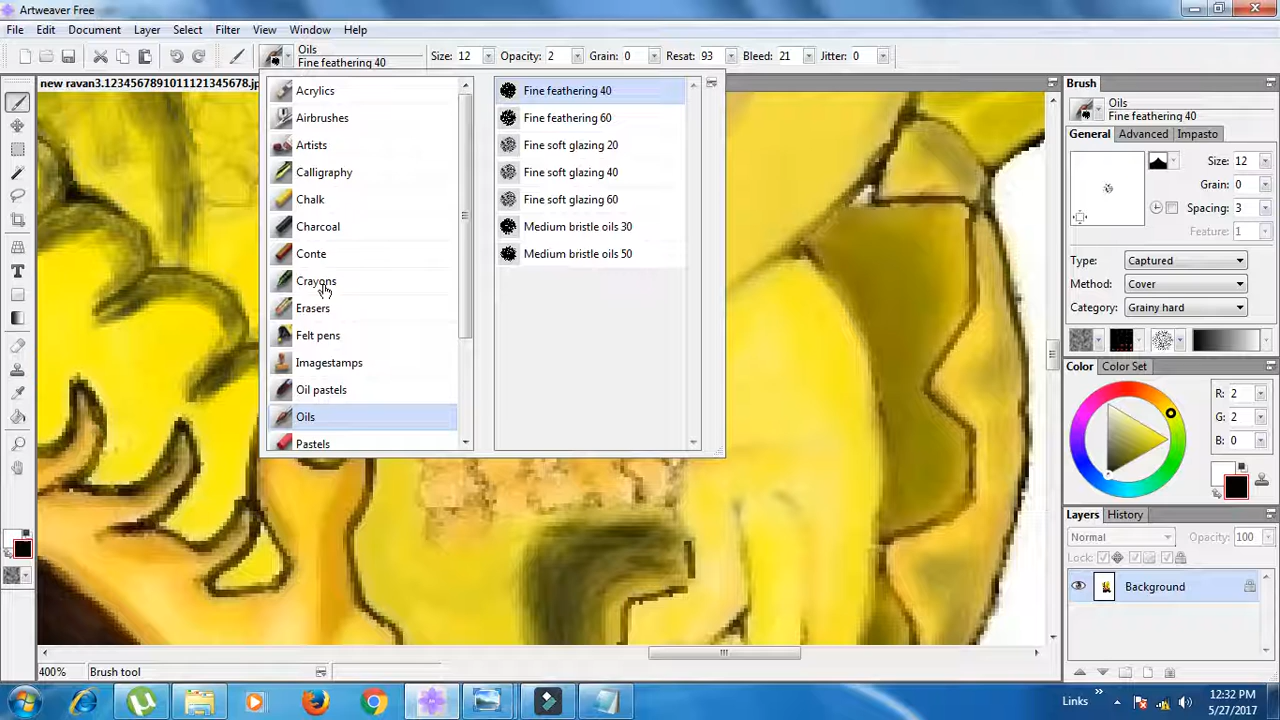 Artweaver Free
File Edit Document Layer Filter View Window Help
Oils
Fine feathering 40
Size: 12 Opacity: 2 Grain: 0 Resat: 93 Bleed: 21 Jitter: 0
new ravan3.1234567891011121345678.jp
Acrylics
Airbrushes
Artists
Calligraphy
Chalk
Charcoal
Conte
Crayons
Erasers
Felt pens
Imagestamps
Oil pastels
Oils
Pastels
Fine feathering 40
Fine feathering 60
Fine soft glazing 20
Fine soft glazing 40
Fine soft glazing 60
Medium bristle oils 30
Medium bristle oils 50
Brush
Oils
Fine feathering 40
General Advanced Impasto
Size: 12
Grain: 0
Spacing: 3
Feature: 1
Type: Captured
Method: Cover
Category: Grainy hard
Color Color Set
R: 2
G: 2
B: 0
Layers History
Normal Opacity: 100
Lock:
Background
400% Brush tool
Links
12:32 PM
5/27/2017